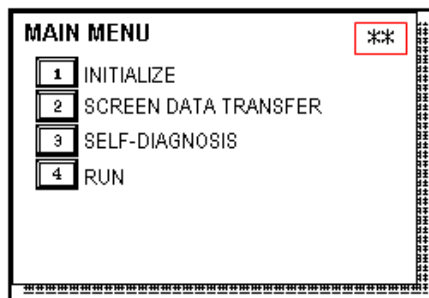 MAIN MENU **
1 INITIALIZE
2 SCREEN DATA TRANSFER
3 SELF-DIAGNOSIS
4 RUN